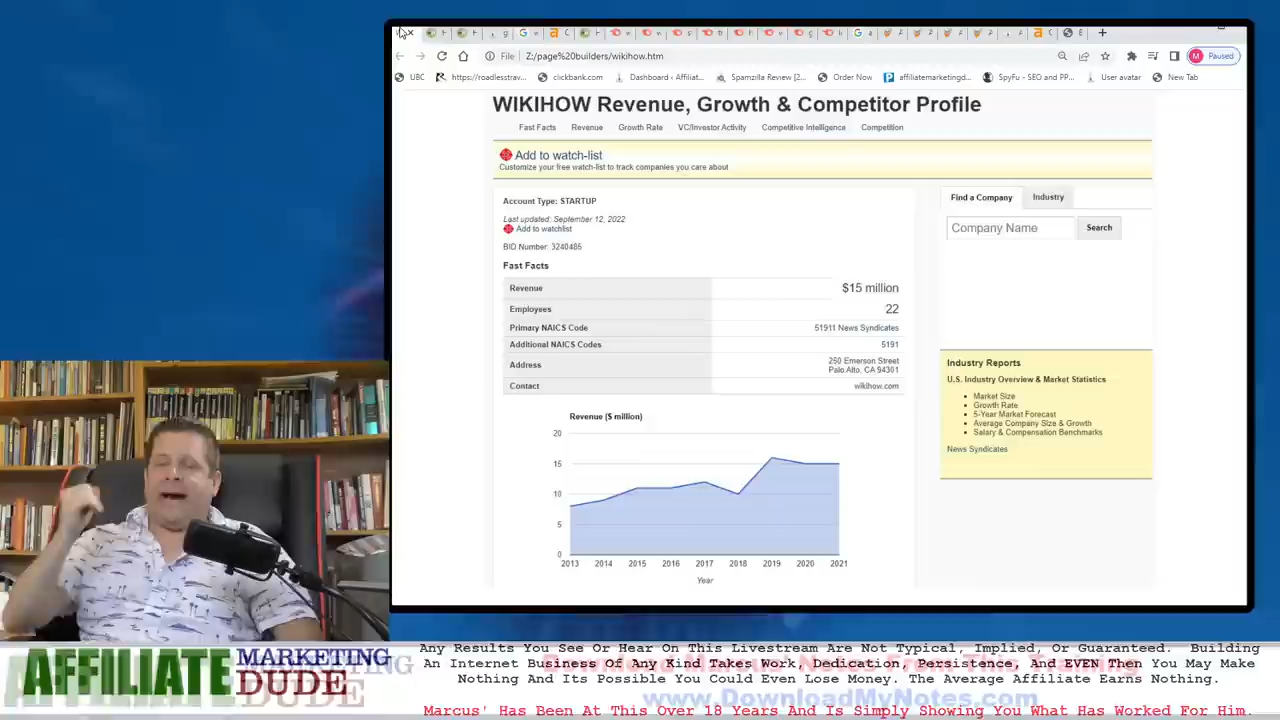 File
Z:/page%20builders/wikihow.htm
Paused
UBC
https://roadlesstrav...
clickbank.com
Dashboard ‹ Affiliat...
Spamzilla Review [2...
Order Now
affiliatemarketingd...
SpyFu - SEO and PP...
User avatar
New Tab
WIKIHOW Revenue, Growth & Competitor Profile
Fast Facts Revenue Growth Rate VC/Investor Activity Competitive Intelligence Competition
Add to watch-list
Customize your free watch-list to track companies you care about
Account Type: STARTUP
Last updated: September 12, 2022
Add to watchlist
BID Number: 3240485
Fast Facts
Revenue $15 million
Employees 22
Primary NAICS Code 51911 News Syndicates
Additional NAICS Codes 5191
Address 250 Emerson Street
Palo Alto, CA 94301
Contact wikihow.com
Revenue ($ million)
20
15
10
5
0
2013 2014 2015 2016 2017 2018 2019 2020 2021
Year
Find a Company Industry
Company Name Search
Industry Reports
U.S. Industry Overview & Market Statistics
Market Size
Growth Rate
5-Year Market Forecast
Average Company Size & Growth
Salary & Compensation Benchmarks
News Syndicates
AFFILIATE MARKETING DUDE
Any Results You See Or Hear On This Livestream Are Not Typical, Implied, Or Guaranteed. Building
An Internet Business Of Any Kind Takes Work, Dedication, Persistence, And EVEN Then You May Make
Nothing And Its Possible You Could Even Lose Money. The Average Affiliate Earns Nothing.
www.DownloadMyNotes.com
Marcus' Has Been At This Over 18 Years And Is Simply Showing You What Has Worked For Him.